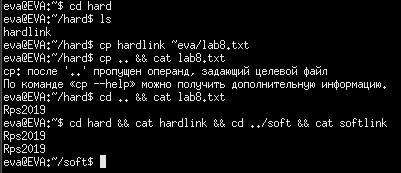 eva@EVA:~$ cd hard
eva@EVA:~/hard$ ls
hardlink
eva@EVA:~/hard$ cp hardlink ~eva/lab8.txt
eva@EVA:~/hard$ cp .. && cat lab8.txt
cp: после '..' пропущен операнд, задающий целевой файл
По команде «cp --help» можно получить дополнительную информацию.
eva@EVA:~/hard$ cd .. && cat lab8.txt
Rps2019
eva@EVA:~$ cd hard && cat hardlink && cd ../soft && cat softlink
Rps2019
Rps2019
eva@EVA:~/soft$